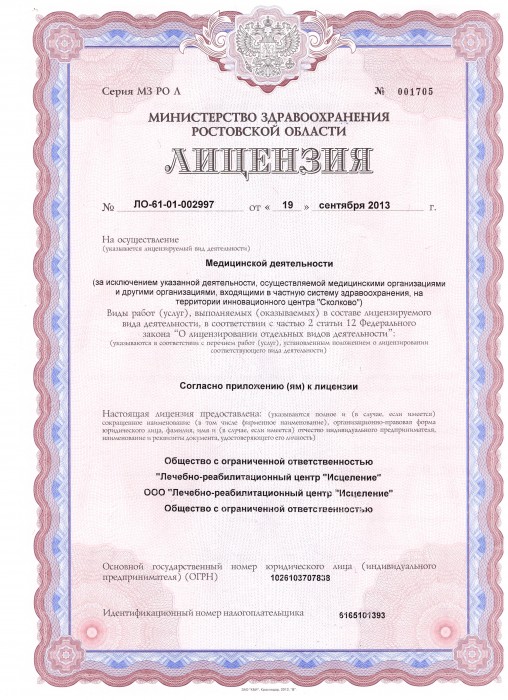 Серия МЗ РО Л № 001705
МИНИСТЕРСТВО ЗДРАВООХРАНЕНИЯ
РОСТОВСКОЙ ОБЛАСТИ
ЛИЦЕНЗИЯ
№ ЛО-61-01-002997 от « 19 » сентября 2013 г.
На осуществление
(указывается лицензируемый вид деятельности)
Медицинской деятельности
(за исключением указанной деятельности, осуществляемой медицинскими организациями
и другими организациями, входящими в частную систему здравоохранения, на
территории инновационного центра "Сколково")
Виды работ (услуг), выполняемых (оказываемых) в составе лицензируемого
вида деятельности, в соответствии с частью 2 статьи 12 Федерального
закона "О лицензировании отдельных видов деятельности":
(указываются в соответствии с перечнем работ (услуг), установленным положением о лицензировании
соответствующего вида деятельности)
Согласно приложению (ям) к лицензии
Настоящая лицензия предоставлена: (указываются полное и (в случае, если имеется)
сокращенное наименование (в том числе фирменное наименование), организационно-правовая форма
юридического лица, фамилия, имя и (в случае, если имеется) отчество индивидуального предпринимателя,
наименование и реквизиты документа, удостоверяющего его личность)
Общество с ограниченной ответственностью
"Лечебно-реабилитационный центр "Исцеление"
ООО "Лечебно-реабилитационный центр "Исцеление"
Общество с ограниченной ответственностью
Основной государственный номер юридического лица (индивидуального
предпринимателя) (ОГРН) 1026103707838
Идентификационный номер налогоплательщика 6165101393